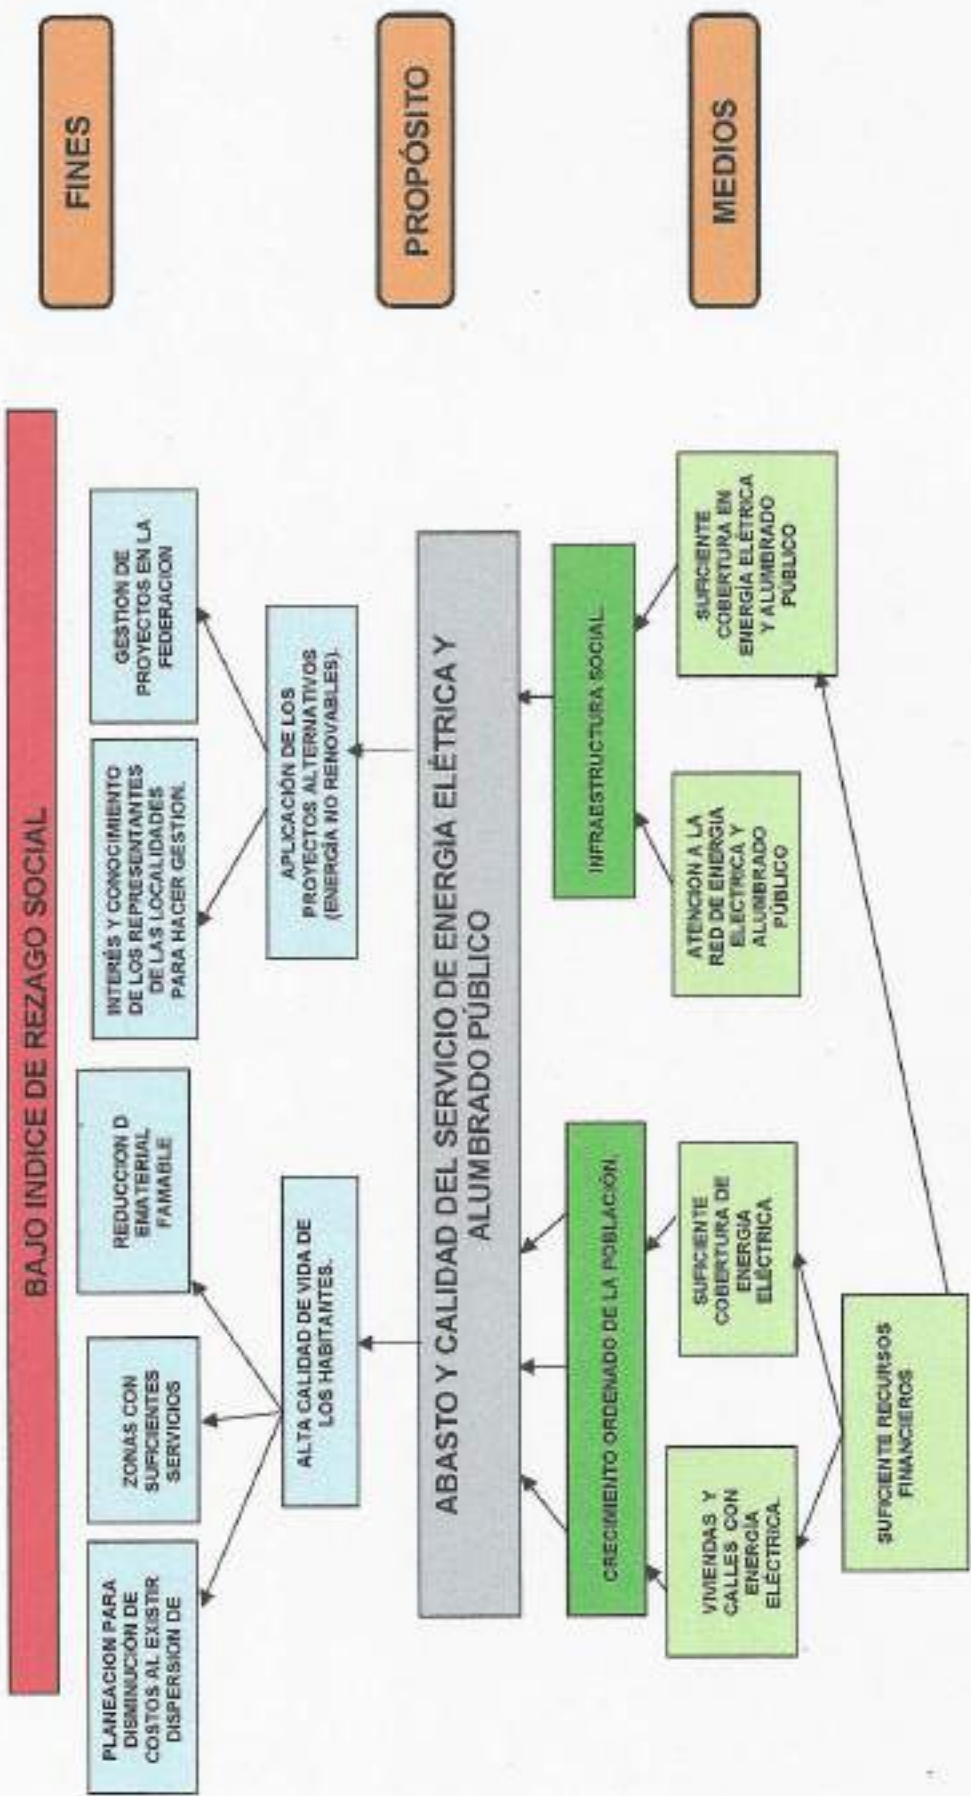 BAJO INDICE DE REZAGO SOCIAL
FINES
PLANEACION PARA
DISMINUCIÓN DE
COSTOS AL EXISTIR
DISPERSION DE
ZONAS CON
SUFICIENTES
SERVICIOS
REDUCCION D
EMATERIAL
FAMABLE
INTERÉS Y CONOCIMIENTO
DE LOS REPRESENTANTES
DE LAS LOCALIDADES
PARA HACER GESTION.
GESTION DE
PROYECTOS EN LA
FEDERACION
ALTA CALIDAD DE VIDA DE
LOS HABITANTES.
APLICACIÓN DE LOS
PROYECTOS ALTERNATIVOS
(ENERGÍA NO RENOVABLES).
ABASTO Y CALIDAD DEL SERVICIO DE ENERGIA ELÉTRICA Y
ALUMBRADO PÚBLICO
PROPÓSITO
CRECIMIENTO ORDENADO DE LA POBLACIÓN.
INFRAESTRUCTURA SOCIAL.
VIVIENDAS Y
CALLES CON
ENERGÍA
ELÉCTRICA.
SUFICIENTE
COBERTURA DE
ENERGIA
ELÉCTRICA
ATENCION A LA
RED DE ENERGIA
ELECTRICA Y
ALUMBRADO
PÚBLICO
SUFICIENTE
COBERTURA EN
ENERGÍA ELÉTRICA
Y ALUMBRADO
PÚBLICO
MEDIOS
SUFICIENTE RECURSOS
FINANCIEROS